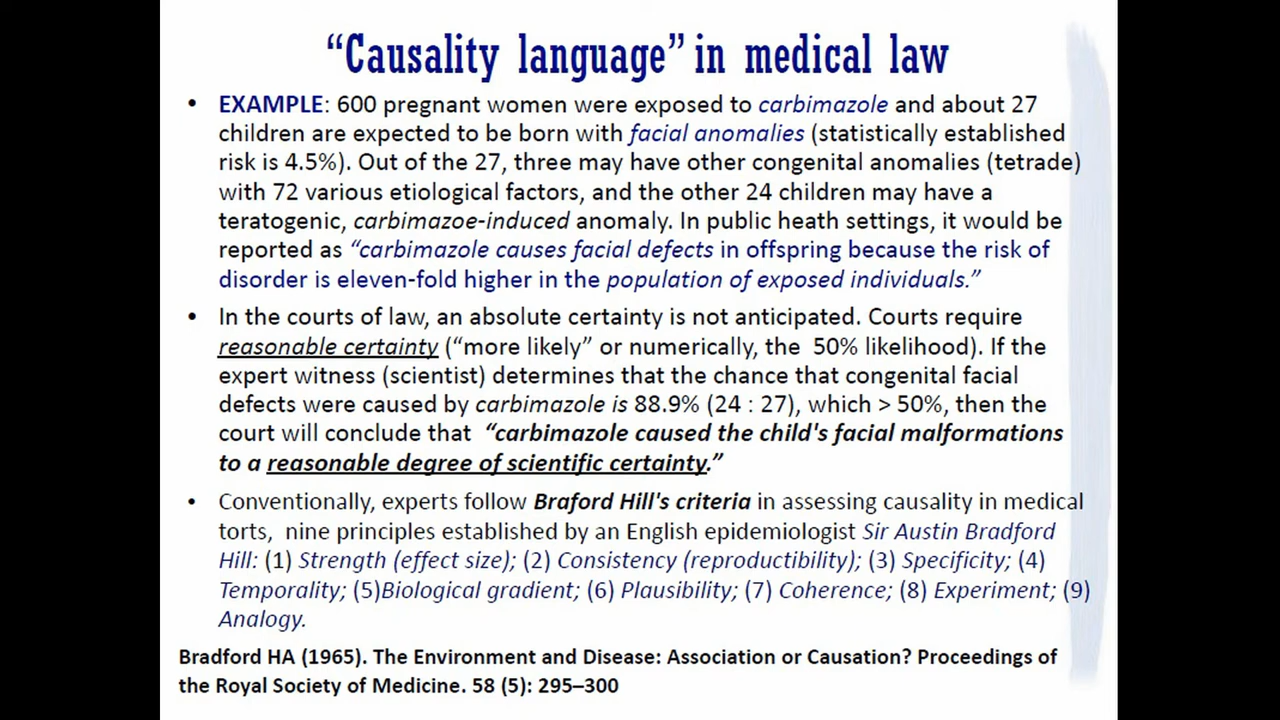 “Causality language” in medical law
• EXAMPLE: 600 pregnant women were exposed to carbimazole and about 27
children are expected to be born with facial anomalies (statistically established
risk is 4.5%). Out of the 27, three may have other congenital anomalies (tetrade)
with 72 various etiological factors, and the other 24 children may have a
teratogenic, carbimazoe-induced anomaly. In public heath settings, it would be
reported as “carbimazole causes facial defects in offspring because the risk of
disorder is eleven-fold higher in the population of exposed individuals.”
• In the courts of law, an absolute certainty is not anticipated. Courts require
reasonable certainty (“more likely” or numerically, the 50% likelihood). If the
expert witness (scientist) determines that the chance that congenital facial
defects were caused by carbimazole is 88.9% (24 : 27), which > 50%, then the
court will conclude that “carbimazole caused the child's facial malformations
to a reasonable degree of scientific certainty.”
• Conventionally, experts follow Braford Hill's criteria in assessing causality in medical
torts, nine principles established by an English epidemiologist Sir Austin Bradford
Hill: (1) Strength (effect size); (2) Consistency (reproductibility); (3) Specificity; (4)
Temporality; (5)Biological gradient; (6) Plausibility; (7) Coherence; (8) Experiment; (9)
Analogy.
Bradford HA (1965). The Environment and Disease: Association or Causation? Proceedings of
the Royal Society of Medicine. 58 (5): 295–300